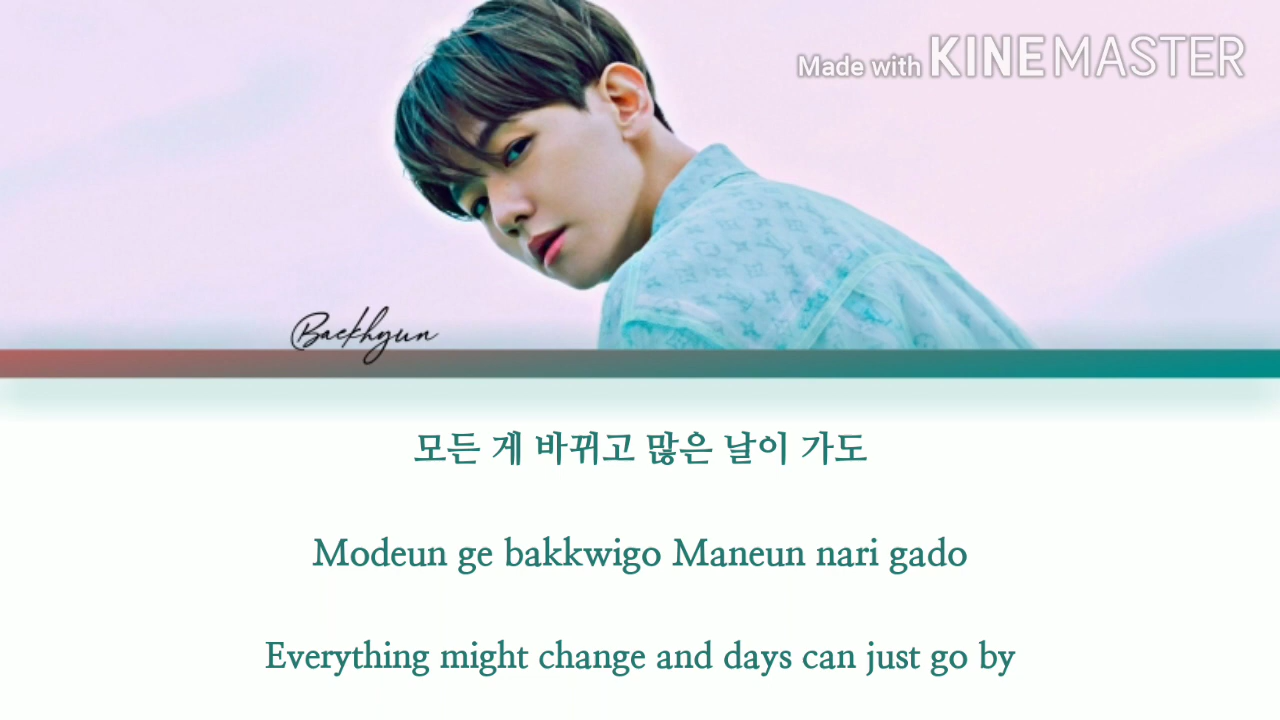 Made with KINEMASTER
Baekhyun
모든 게 바뀌고 많은 날이 가도
Modeun ge bakkwigo Maneun nari gado
Everything might change and days can just go by